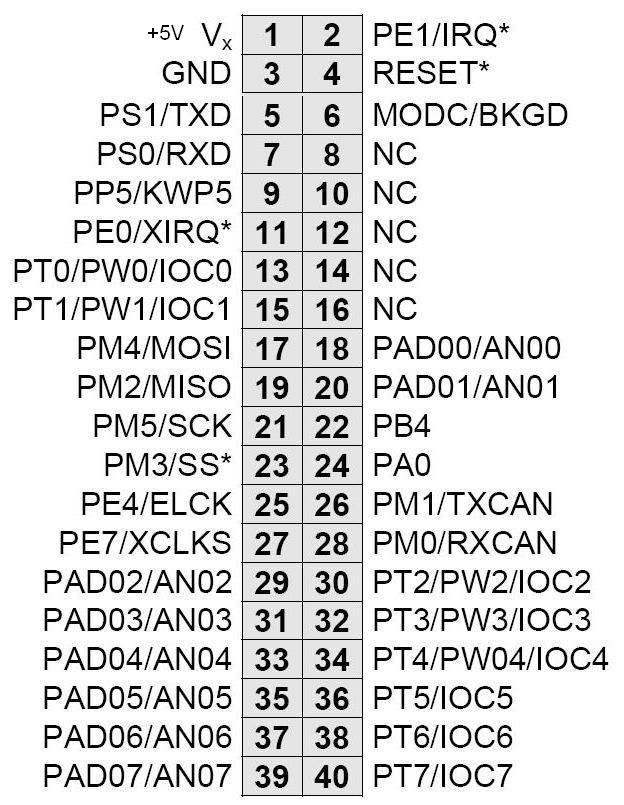 +5V Vx 1 2 PE1/IRQ*
GND 3 4 RESET*
PS1/TXD 5 6 MODC/BKGD
PS0/RXD 7 8 NC
PP5/KWP5 9 10 NC
PE0/XIRQ* 11 12 NC
PT0/PW0/IOC0 13 14 NC
PT1/PW1/IOC1 15 16 NC
PM4/MOSI 17 18 PAD00/AN00
PM2/MISO 19 20 PAD01/AN01
PM5/SCK 21 22 PB4
PM3/SS* 23 24 PA0
PE4/ELCK 25 26 PM1/TXCAN
PE7/XCLKS 27 28 PM0/RXCAN
PAD02/AN02 29 30 PT2/PW2/IOC2
PAD03/AN03 31 32 PT3/PW3/IOC3
PAD04/AN04 33 34 PT4/PW04/IOC4
PAD05/AN05 35 36 PT5/IOC5
PAD06/AN06 37 38 PT6/IOC6
PAD07/AN07 39 40 PT7/IOC7